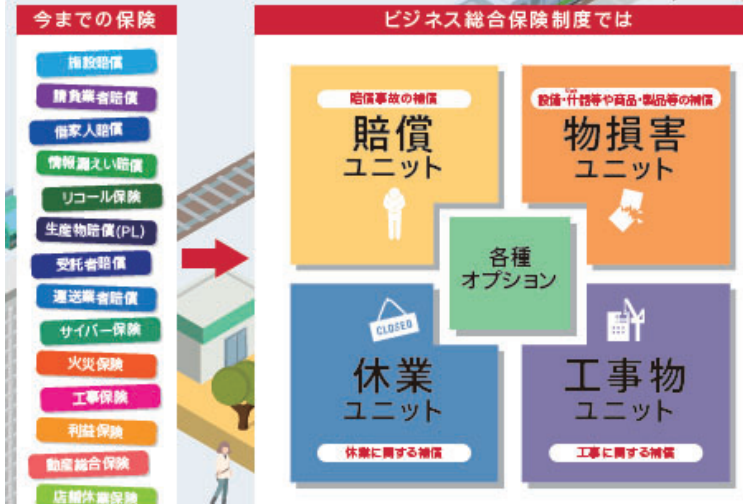 今までの保険
施設賠償
請負業者賠償
借家人賠償
情報漏えい賠償
リコール保険
生産物賠償(PL)
受託者賠償
運送業者賠償
サイバー保険
火災保険
工事保険
利益保険
動産総合保険
店舗休業保険
ビジネス総合保険制度では
賠償事故の補償
賠償
ユニット
設備・什器等や商品・製品等の補償
物損害
ユニット
各種
オプション
CLOSED
休業
ユニット
休業に関する補償
工事物
ユニット
工事に関する補償